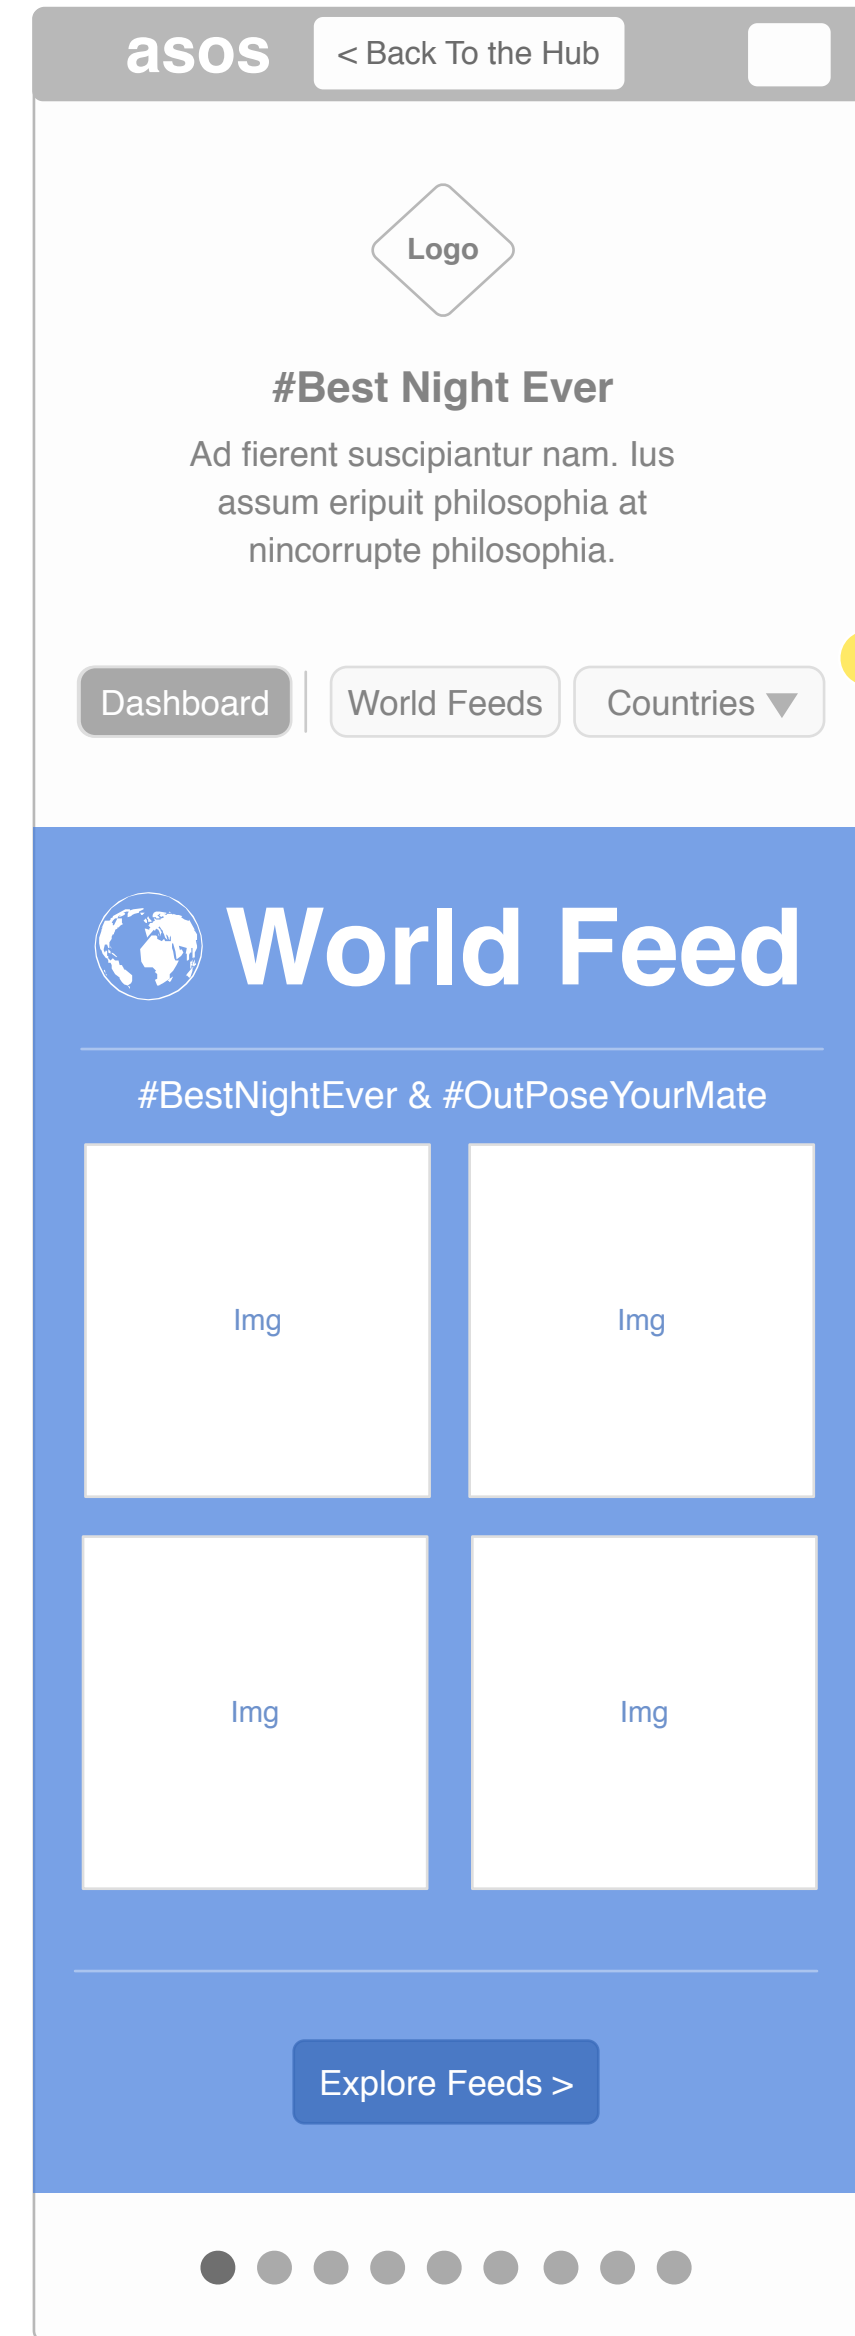 asos
< Back To the Hub
Logo
#Best Night Ever
Ad fierent suscipiantur nam. Ius
assum eripuit philosophia at
nincorrupte philosophia.
Dashboard
World Feeds
Countries
World Feed
#BestNightEver & #OutPoseYourMate
Img
Img
Img
Img
Explore Feeds >